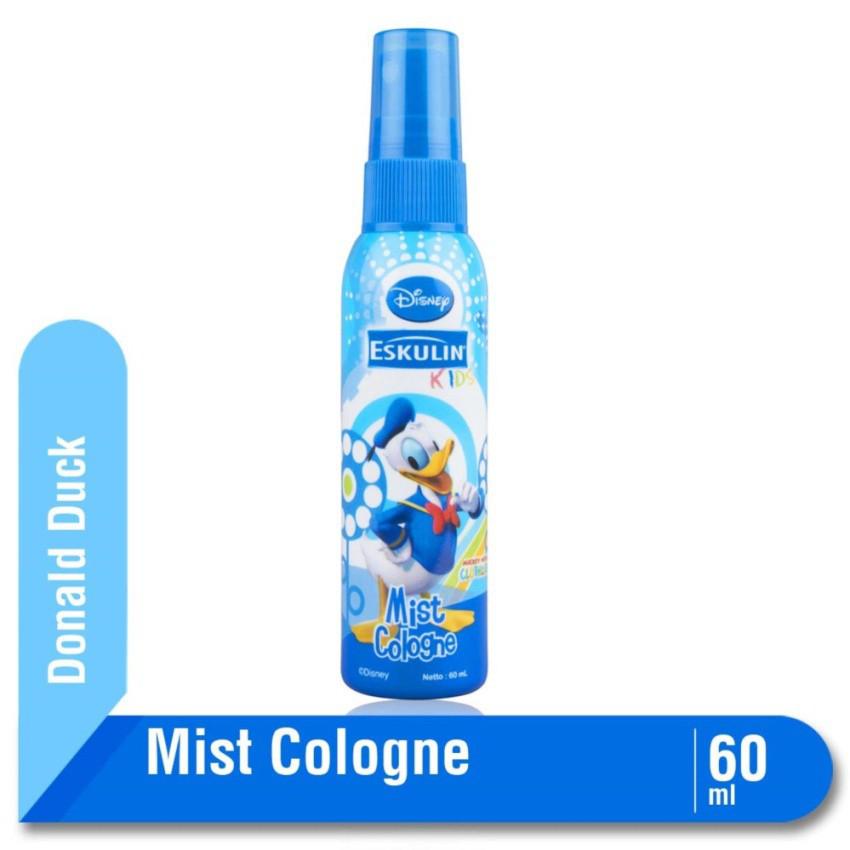 Disney
ESKULIN
KIDS
Mist
Cologne
©Disney
Netto : 60 mL
Donald Duck
Mist Cologne
60
ml